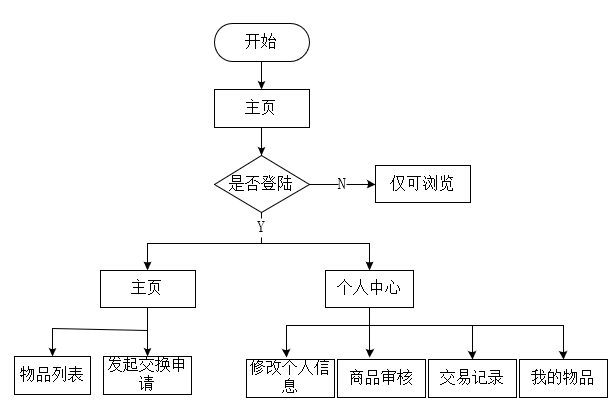 开始
主页
是否登陆
N
仅可浏览
Y
主页
个人中心
物品列表
发起交换申
请
修改个人信
息
商品审核
交易记录
我的物品